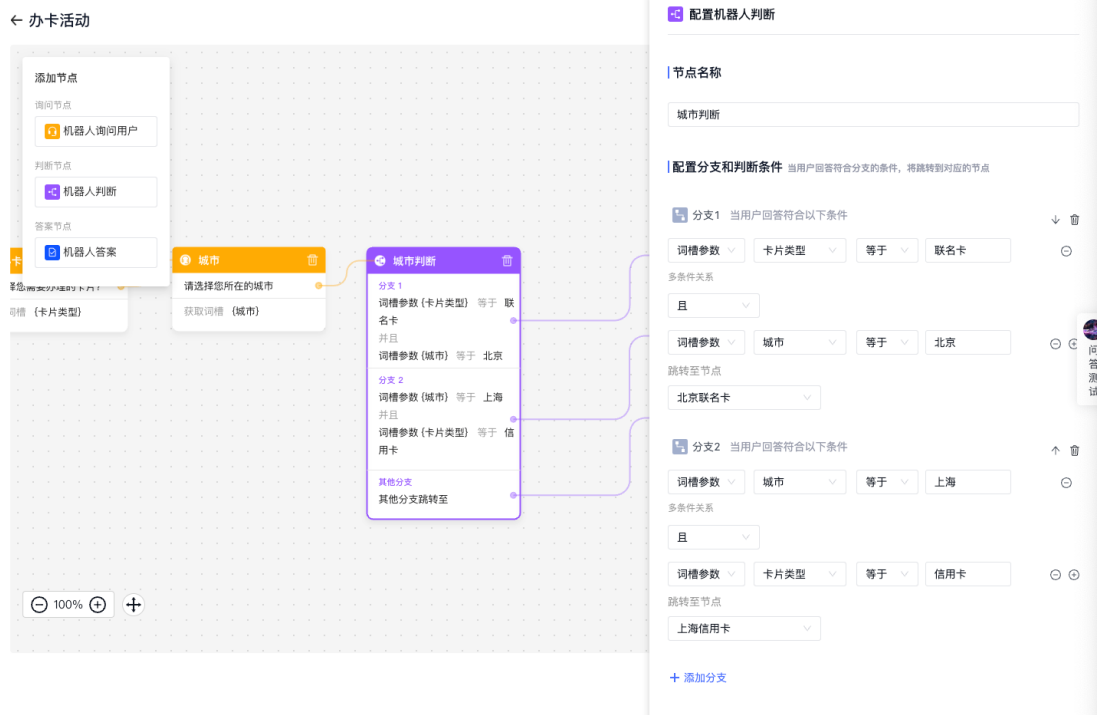 办卡活动
添加节点
询问节点
机器人询问用户
判断节点
机器人判断
答案节点
机器人答案
卡
择您需要办理的卡片?
词槽 {卡片类型}
城市
请选择您所在的城市
获取词槽 {城市}
城市判断
分支 1
词槽参数 {卡片类型} 等于 联
名卡
并且
词槽参数 {城市} 等于 北京
分支 2
词槽参数 {城市} 等于 上海
并且
词槽参数 {卡片类型} 等于 信
用卡
其他分支
其他分支跳转至
100%
配置机器人判断
节点名称
城市判断
配置分支和判断条件 当用户回答符合分支的条件，将跳转到对应的节点
分支1 当用户回答符合以下条件
词槽参数 卡片类型 等于 联名卡
多条件关系
且
词槽参数 城市 等于 北京
跳转至节点
北京联名卡
分支2 当用户回答符合以下条件
词槽参数 城市 等于 上海
多条件关系
且
词槽参数 卡片类型 等于 信用卡
跳转至节点
上海信用卡
+ 添加分支
问
答
测
试